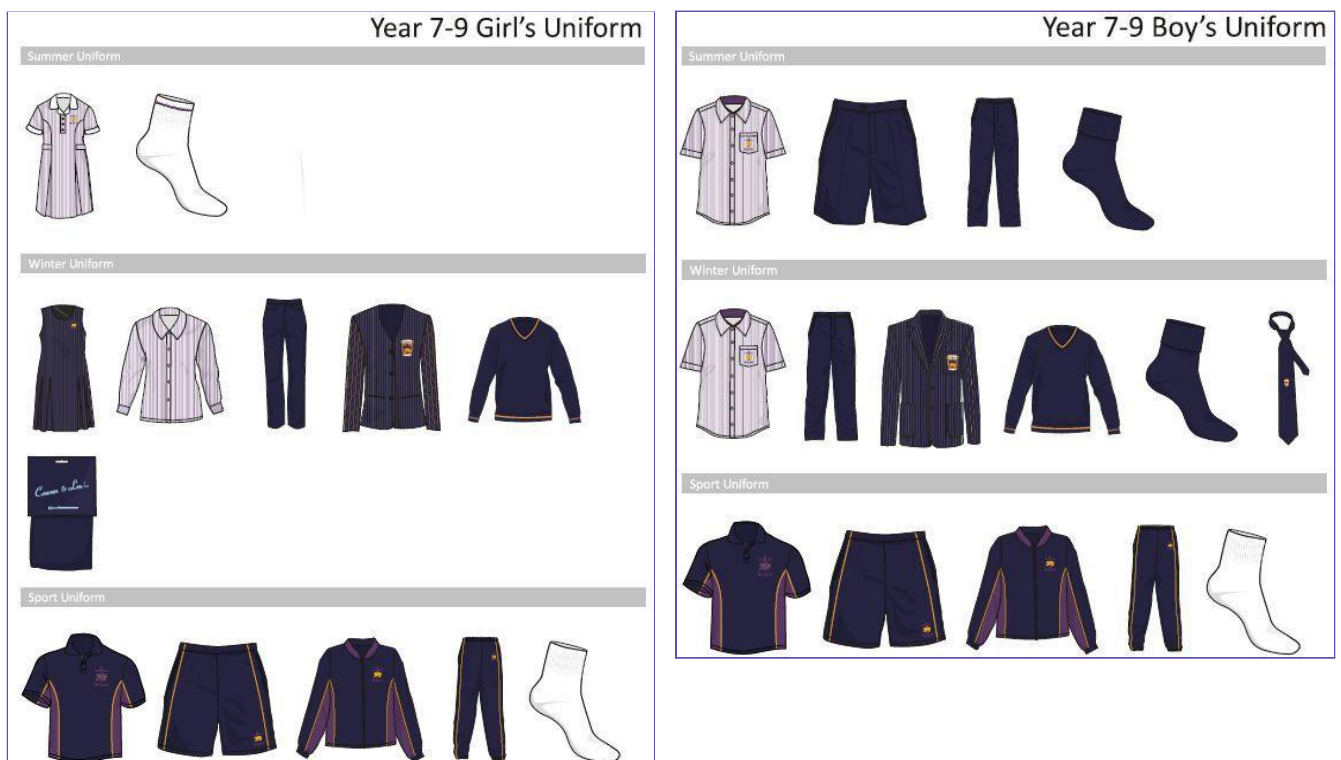 Year 7-9 Girl's Uniform
Summer Uniform
Winter Uniform
Sport Uniform
Year 7-9 Boy's Uniform
Summer Uniform
Winter Uniform
Sport Uniform